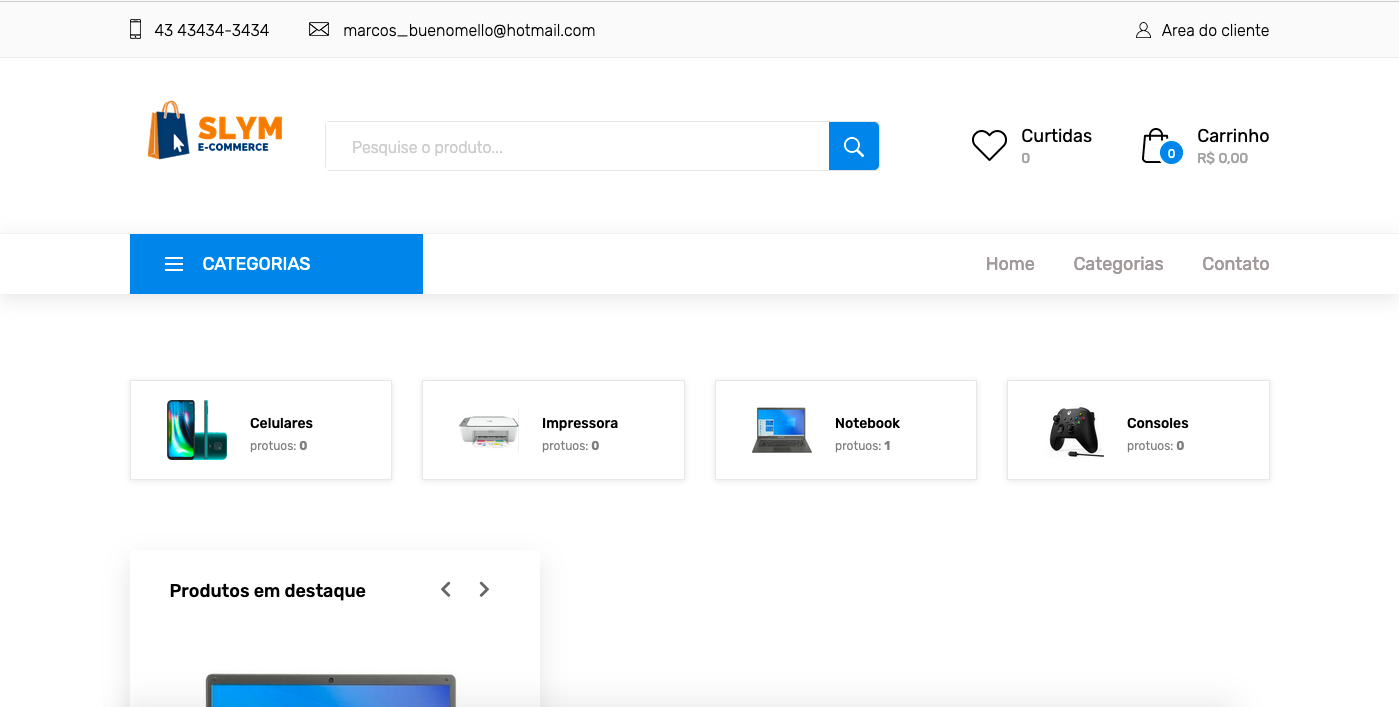 43 43434-3434
marcos_buenomello@hotmail.com
Area do cliente
SLYM
E-COMMERCE
Pesquise o produto...
Curtidas
0
0
Carrinho
R$ 0,00
CATEGORIAS
Home
Categorias
Contato
Celulares
protuos: 0
Impressora
protuos: 0
Notebook
protuos: 1
Consoles
protuos: 0
Produtos em destaque